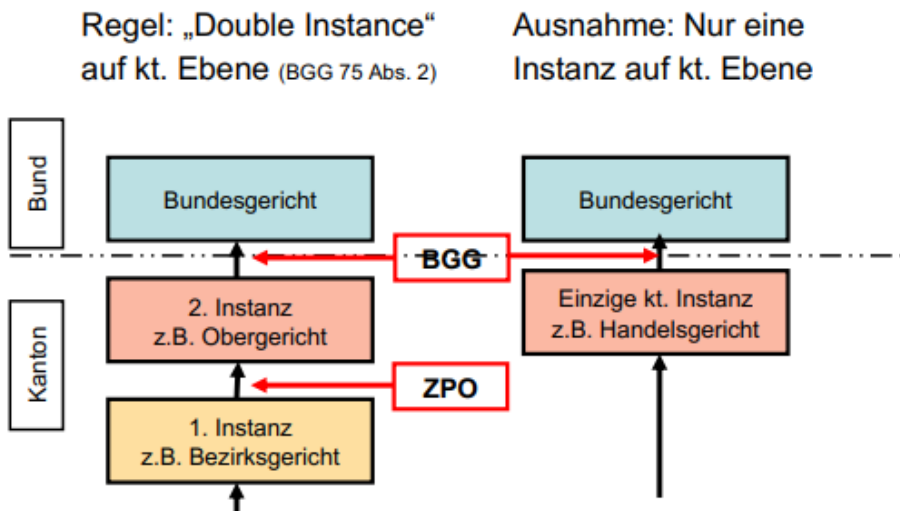 Regel: „Double Instance“
auf kt. Ebene (BGG 75 Abs. 2)
Ausnahme: Nur eine
Instanz auf kt. Ebene
Bund
Bundesgericht
Bundesgericht
BGG
Kanton
2. Instanz
z.B. Obergericht
Einzige kt. Instanz
z.B. Handelsgericht
ZPO
1. Instanz
z.B. Bezirksgericht